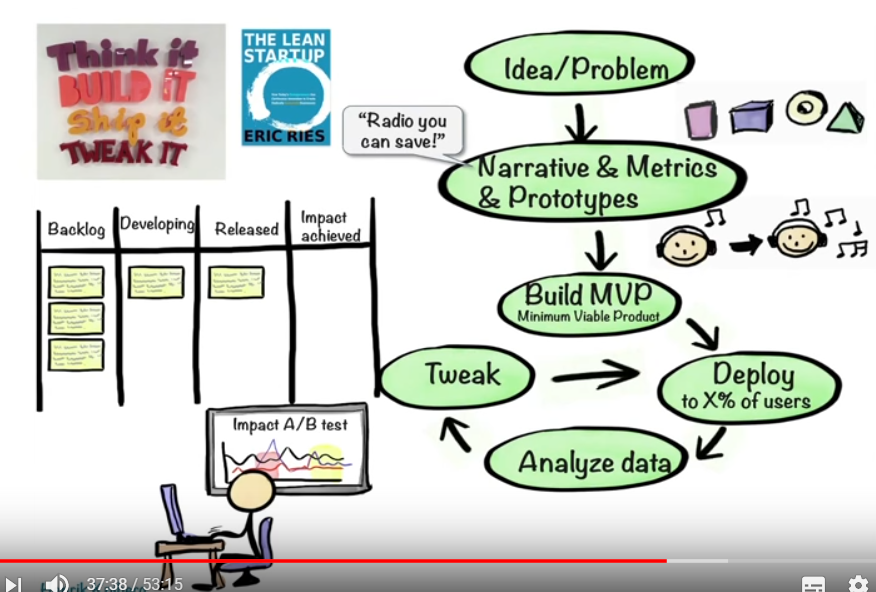 Think it
BUILD IT
Ship it
TWEAK IT
THE LEAN
STARTUP
ERIC RIES
"Radio you
can save!"
Idea/Problem
Narrative & Metrics
& Prototypes
Build MVP
Minimum Viable Product
Deploy
to X% of users
Analyze data
Tweak
Backlog
Developing
Released
Impact
achieved
Impact A/B test
37:38 / 53:15